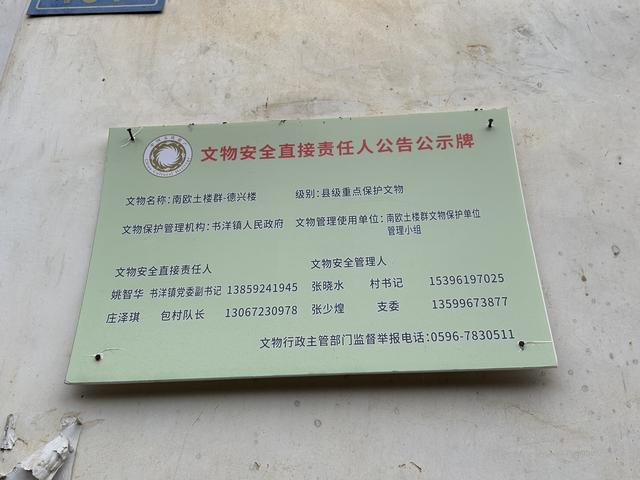 文物安全直接责任人公告公示牌
文物名称:南欧土楼群-德兴楼 级别:县级重点保护文物
文物保护管理机构:书洋镇人民政府 文物管理使用单位:南欧土楼群文物保护单位
管理小组
文物安全直接责任人 文物安全管理人
姚智华 书洋镇党委副书记 13859241945 张晓水 村书记 15396197025
庄泽琪 包村队长 13067230978 张少煌 支委 13599673877
文物行政主管部门监督举报电话:0596-7830511